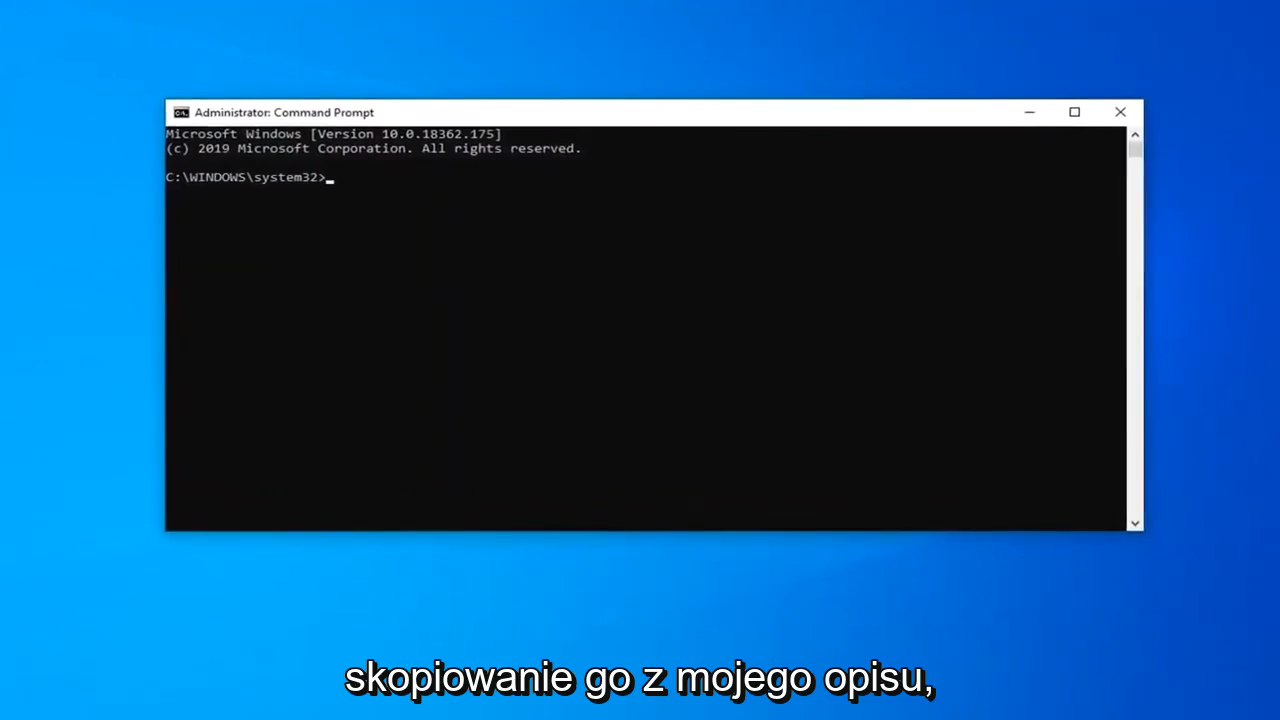 Administrator: Command Prompt
Microsoft Windows [Version 10.0.18362.175]
(c) 2019 Microsoft Corporation. All rights reserved.
C:\WINDOWS\system32>
skopiowanie go z mojego opisu,